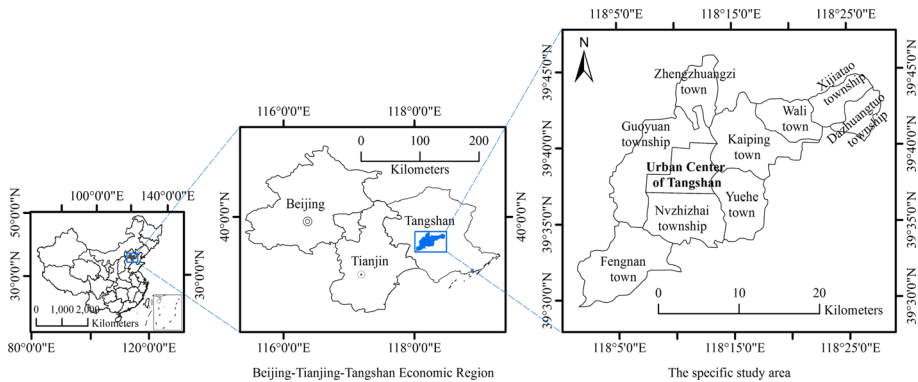 100°0'0"E 140°0'0"E
50°0'0"N
30°0'0"N
30°0'0"N
0 1,000 2,000
Kilometers
80°0'0"E 120°0'0"E
116°0'0"E 118°0'0"E
0 100 200
Kilometers
40°0'0"N
40°0'0"N
Beijing
Tangshan
Tianjin
116°0'0"E 118°0'0"E
Beijing-Tianjing-Tangshan Economic Region
118°5'0"E 118°15'0"E 118°25'0"E
N
39°45'0"N
39°40'0"N
39°35'0"N
39°30'0"N
39°45'0"N
39°40'0"N
39°35'0"N
39°30'0"N
Zhengzhuangzi
town
Xijiatao
township
Wali
town
Dazhuangtuo
township
Guoyuan
township
Kaiping
town
Urban Center
of Tangshan
Yuehe
town
Nvzhizhai
township
Fengnan
town
0 10 20
Kilometers
118°5'0"E 118°15'0"E 118°25'0"E
The specific study area